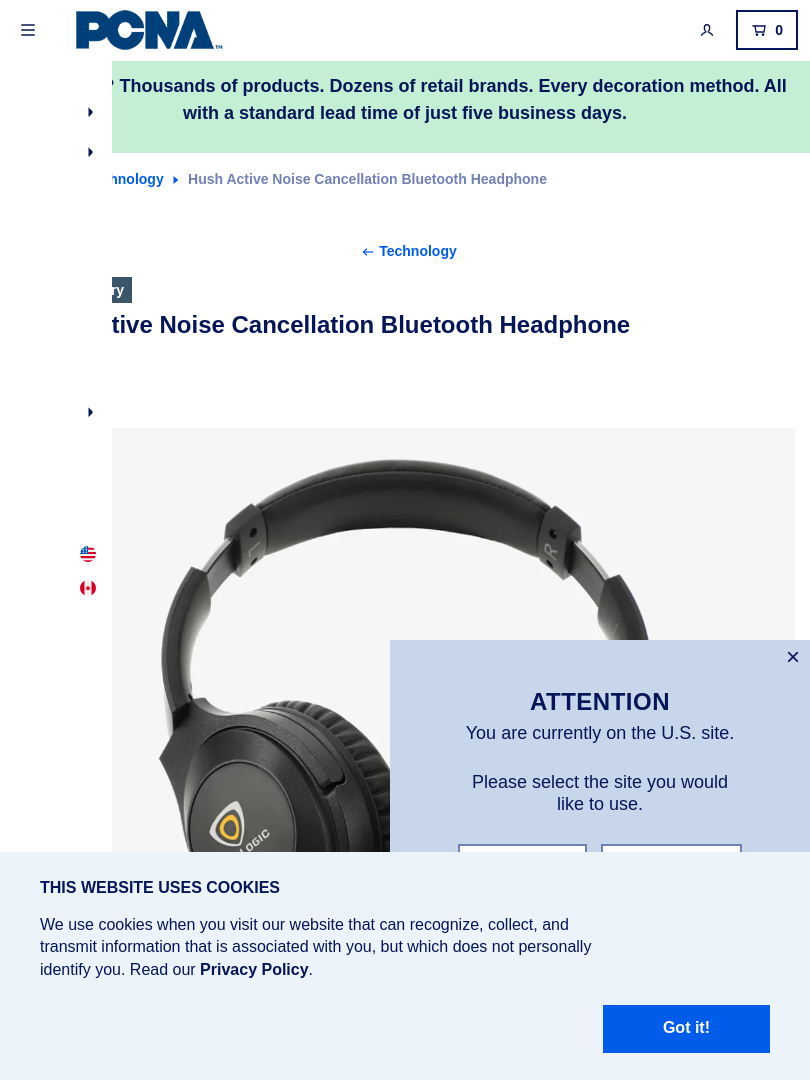 PCNA™
0
? Thousands of products. Dozens of retail brands. Every decoration method. All
with a standard lead time of just five business days.
hnology
Hush Active Noise Cancellation Bluetooth Headphone
← Technology
ry
tive Noise Cancellation Bluetooth Headphone
L
R
LOGIC
×
ATTENTION
You are currently on the U.S. site.
Please select the site you would
like to use.
THIS WEBSITE USES COOKIES
We use cookies when you visit our website that can recognize, collect, and
transmit information that is associated with you, but which does not personally
identify you. Read our Privacy Policy.
Got it!